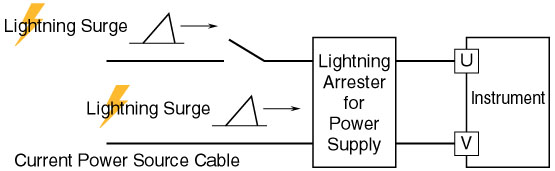 Lightning Surge
Lightning Surge
Current Power Source Cable
Lightning
Arrester
for
Power
Supply
U
V
Instrument